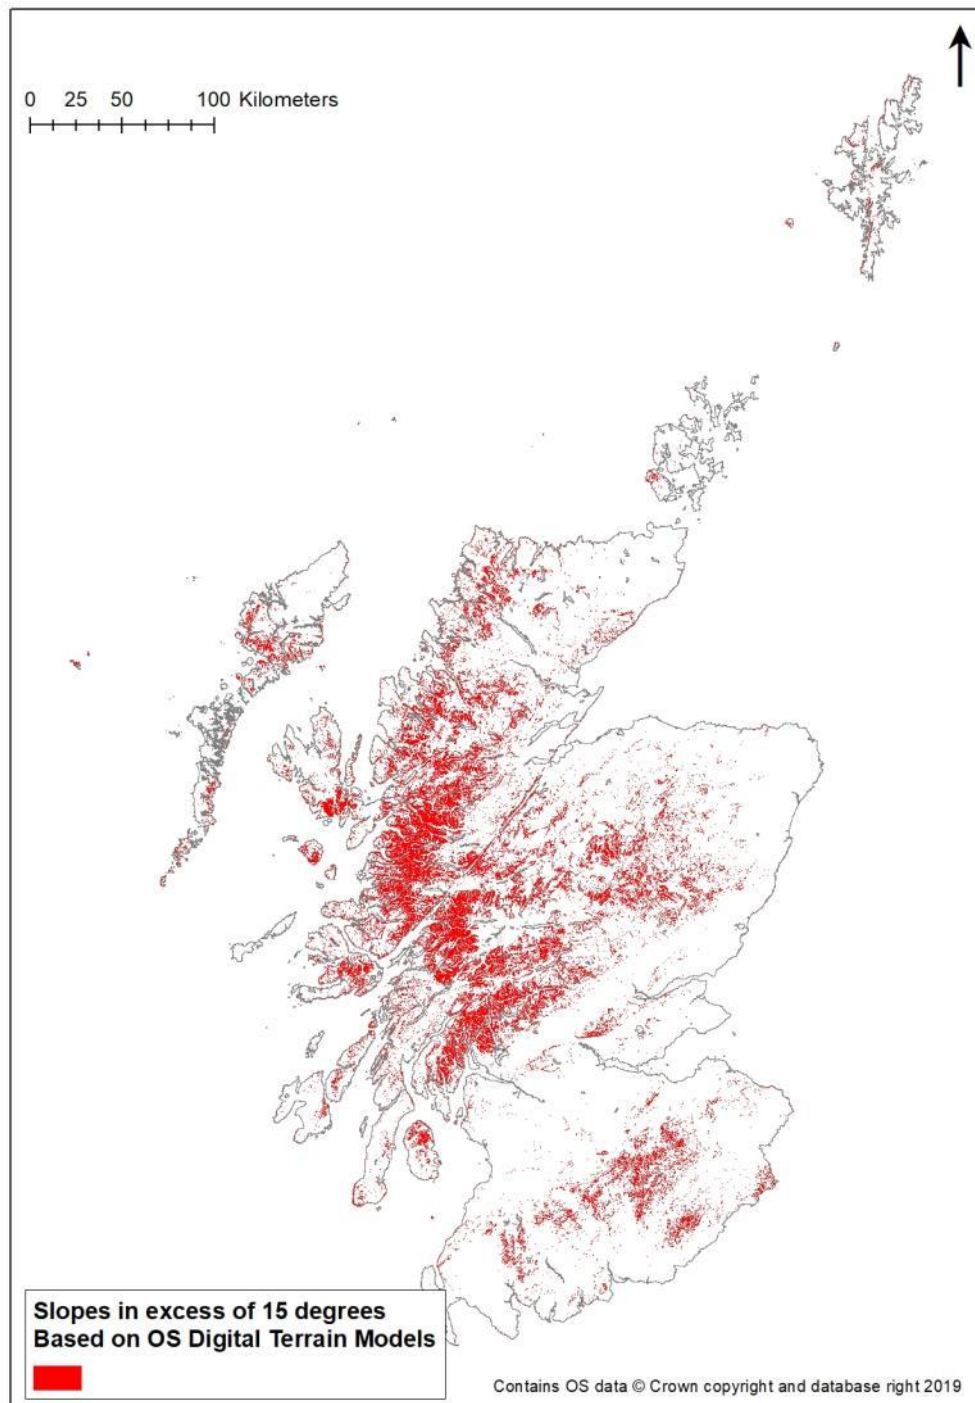 0 25 50 100 Kilometers
Slopes in excess of 15 degrees
Based on OS Digital Terrain Models
Contains OS data © Crown copyright and database right 2019